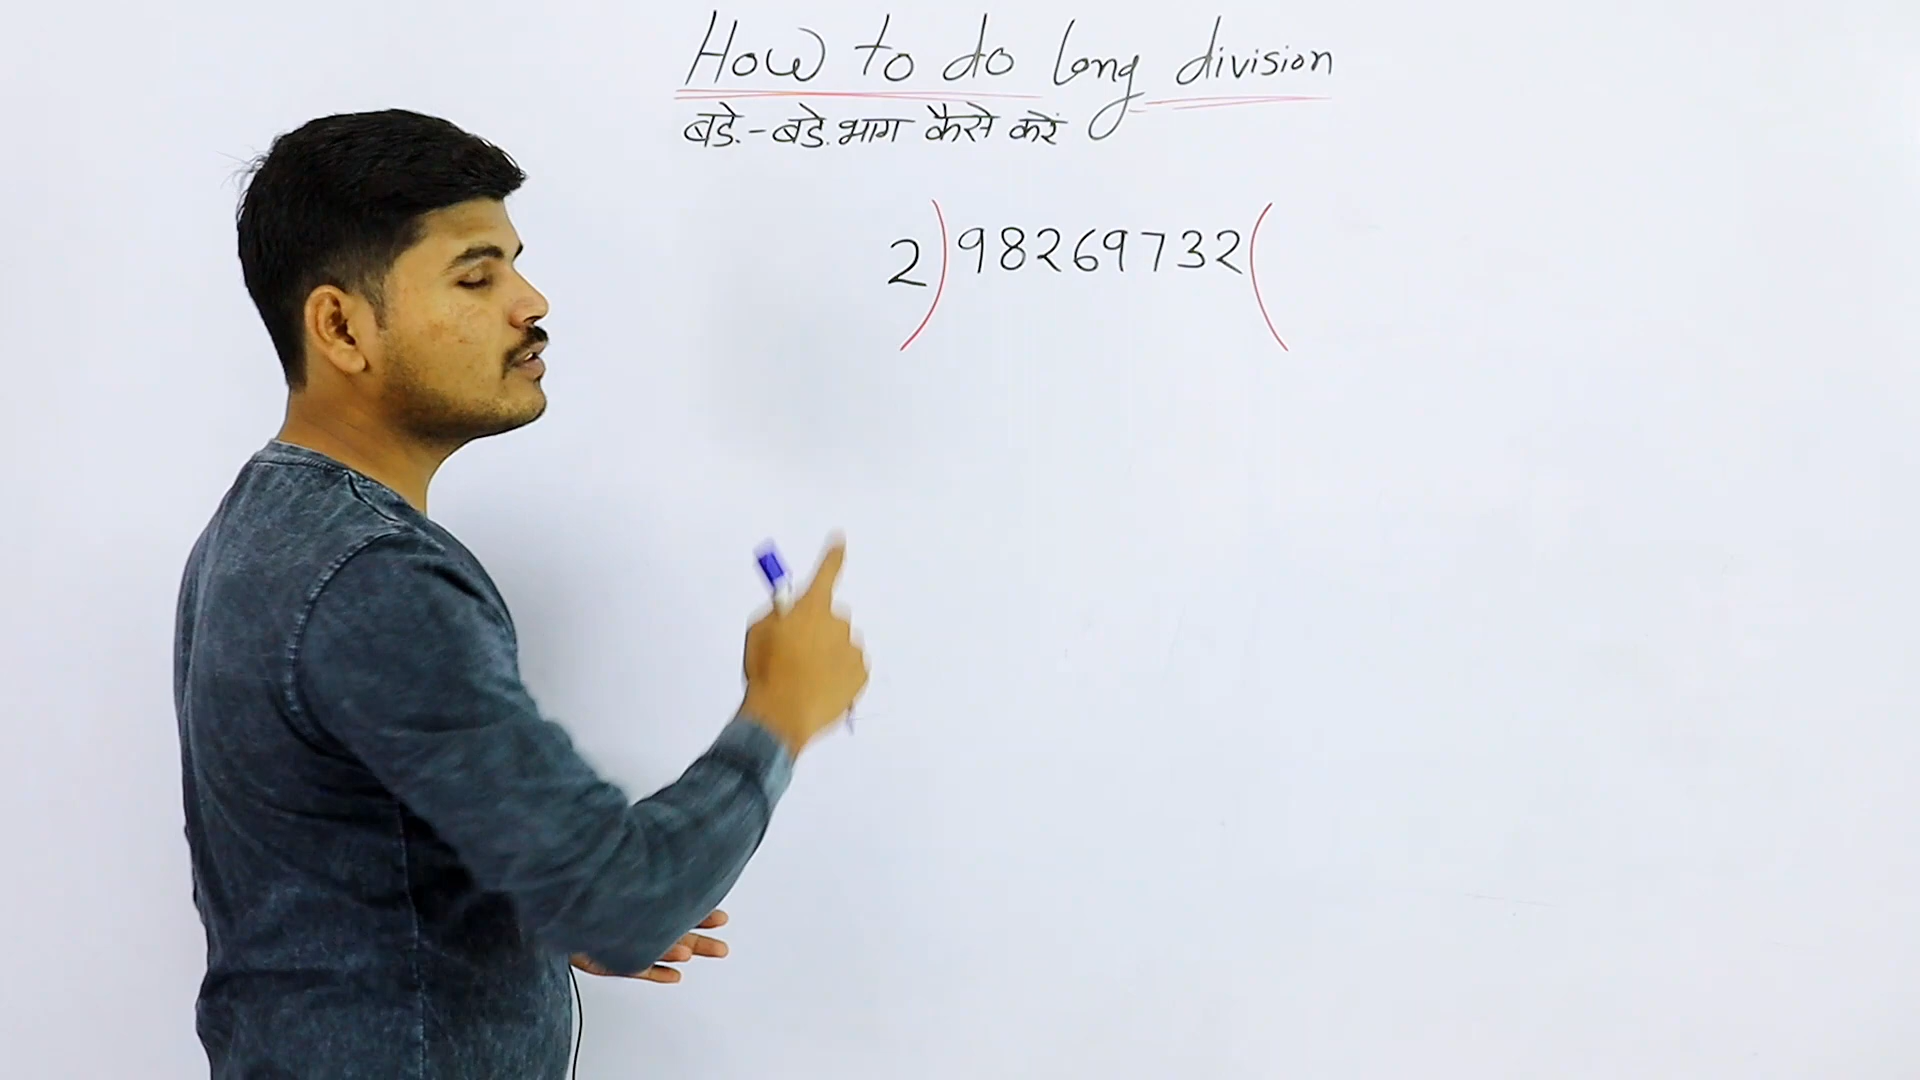 How to do long division
बडे.-बडे. भाग कैसे करें
2)98269732(